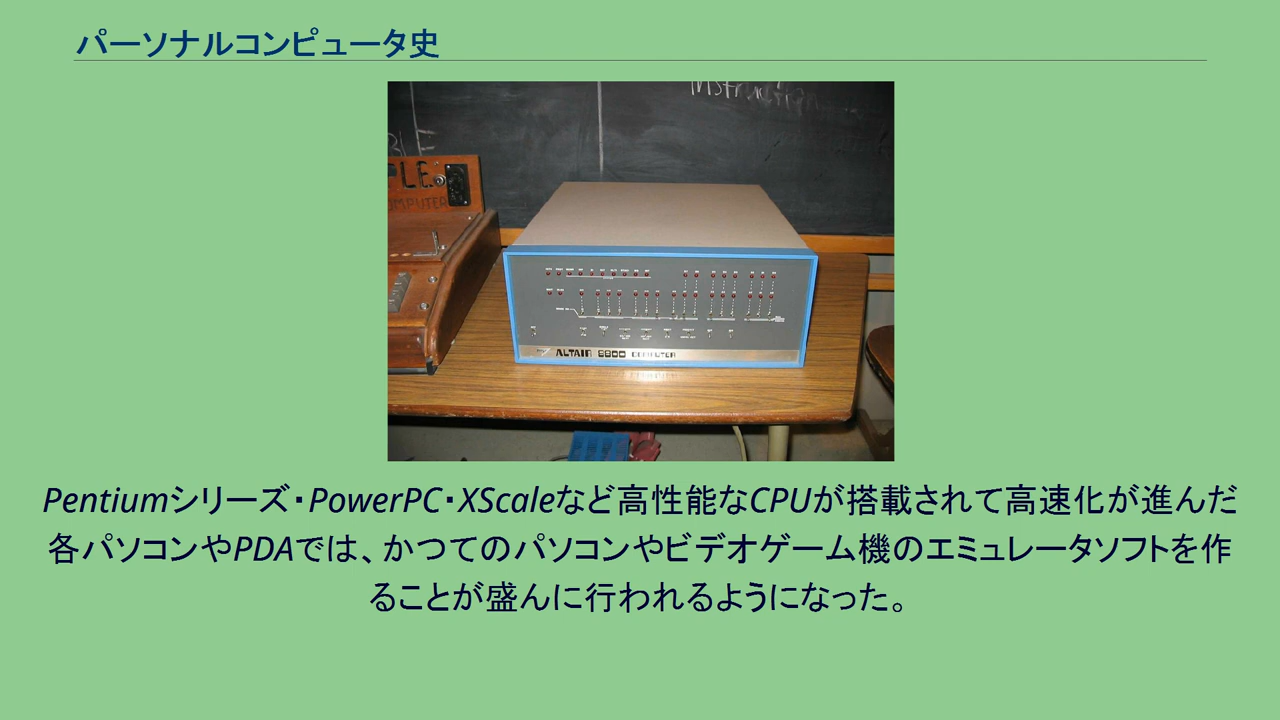 パーソナルコンピュータ史
Instruction
PLE
OMPUTER
ALTAIR 8800 COMPUTER
Pentiumシリーズ・PowerPC・XScaleなど高性能なCPUが搭載されて高速化が進んだ
各パソコンやPDAでは、かつてのパソコンやビデオゲーム機のエミュレータソフトを作
ることが盛んに行われるようになった。